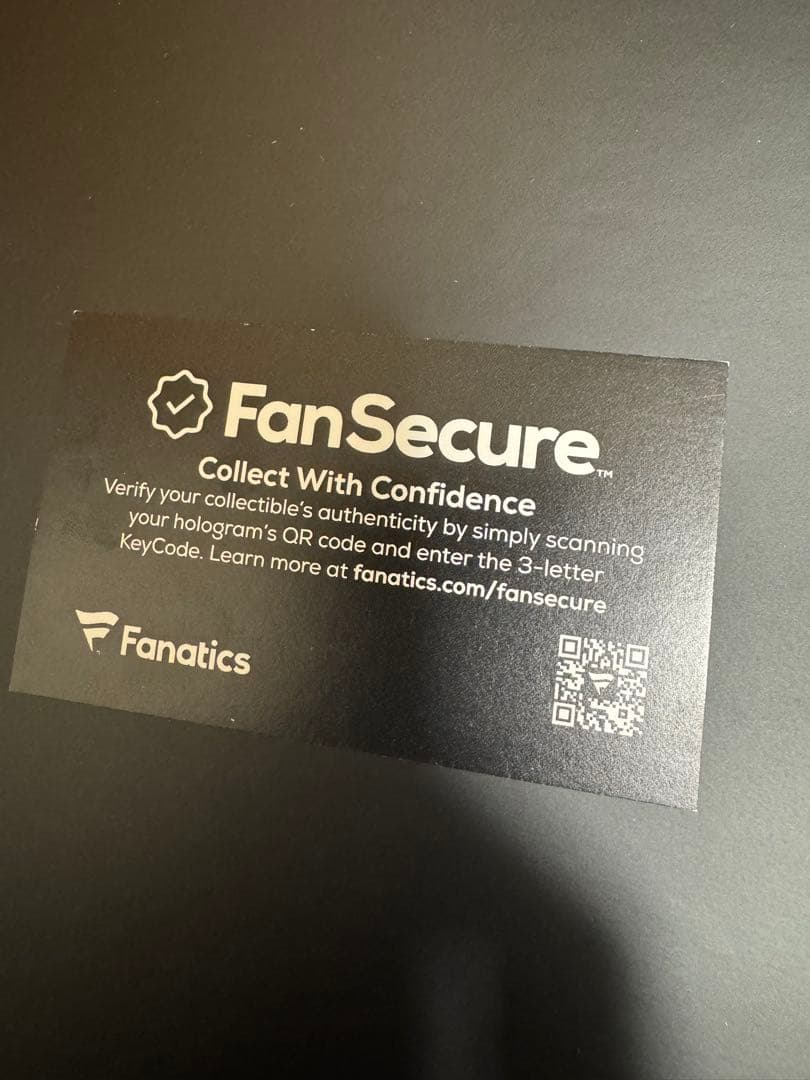 FanSecure™
Collect With Confidence
Verify your collectible's authenticity by simply scanning
your hologram's QR code and enter the 3-letter
KeyCode. Learn more at fanatics.com/fansecure
Fanatics